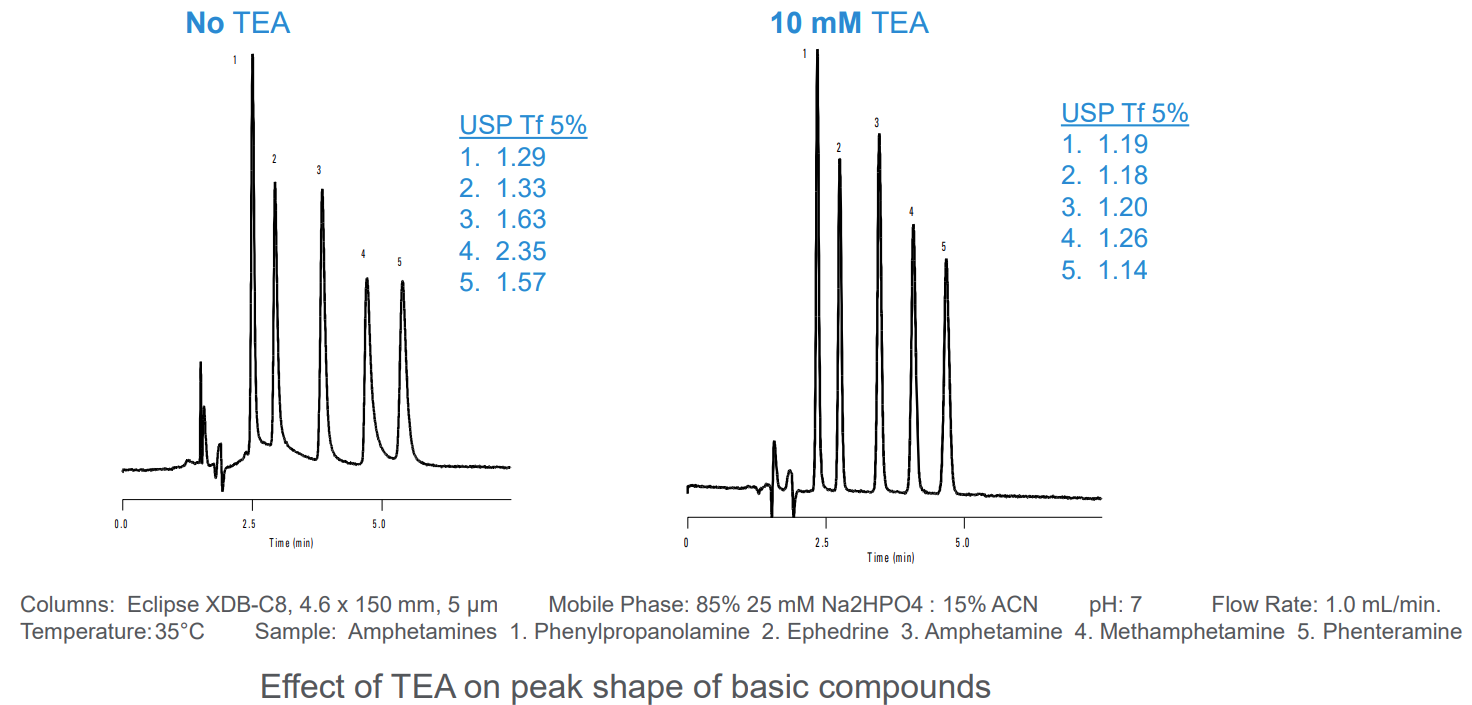 No TEA
1
2
3
4
5
USP Tf 5%
1. 1.29
2. 1.33
3. 1.63
4. 2.35
5. 1.57
0.0
2.5
5.0
Time (min)
10 mM TEA
1
2
3
4
5
USP Tf 5%
1. 1.19
2. 1.18
3. 1.20
4. 1.26
5. 1.14
0
2.5
5.0
Time (min)
Columns: Eclipse XDB-C8, 4.6 x 150 mm, 5 μm Mobile Phase: 85% 25 mM Na2HPO4 : 15% ACN pH: 7 Flow Rate: 1.0 mL/min.
Temperature: 35°C Sample: Amphetamines 1. Phenylpropanolamine 2. Ephedrine 3. Amphetamine 4. Methamphetamine 5. Phenteramine
Effect of TEA on peak shape of basic compounds